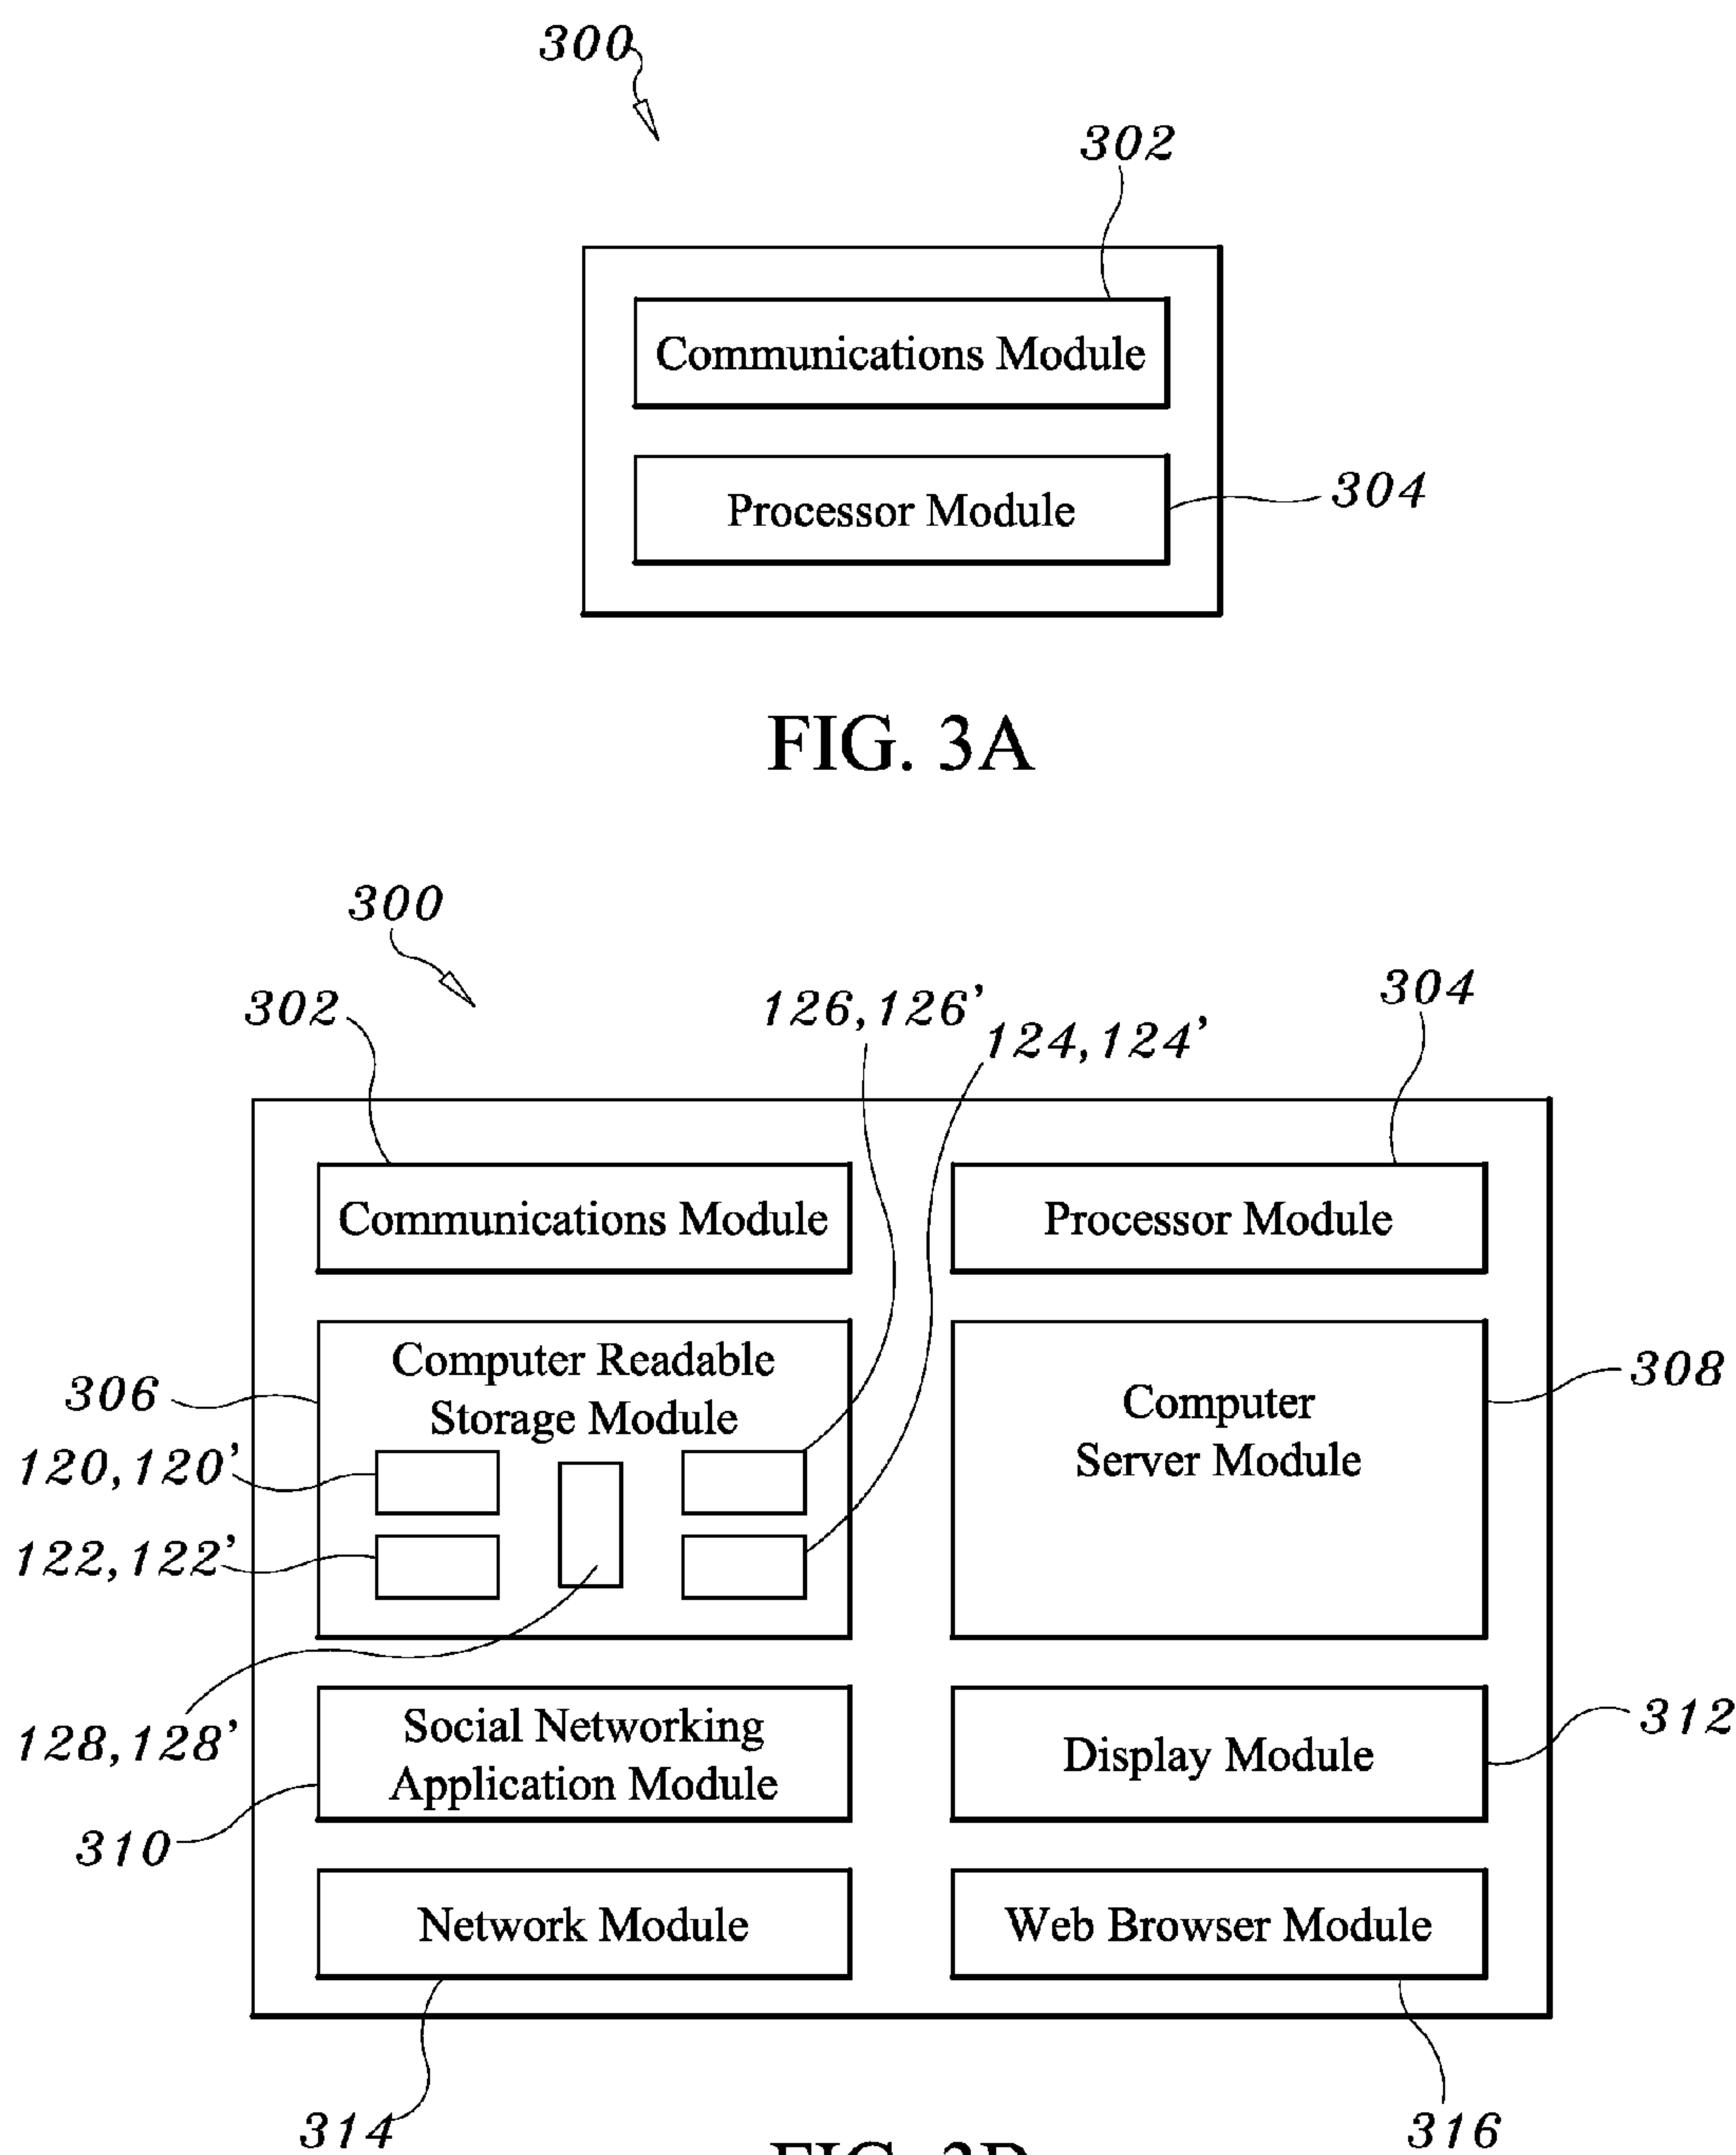 300
302
Communications Module
Processor Module
304
FIG. 3A
300
302
126,126’
124,124’
304
Communications Module
Processor Module
306
Computer Readable
Storage Module
120,120’
122,122’
Computer
Server Module
308
128,128’
Social Networking
Application Module
310
Display Module
312
Network Module
Web Browser Module
314
316